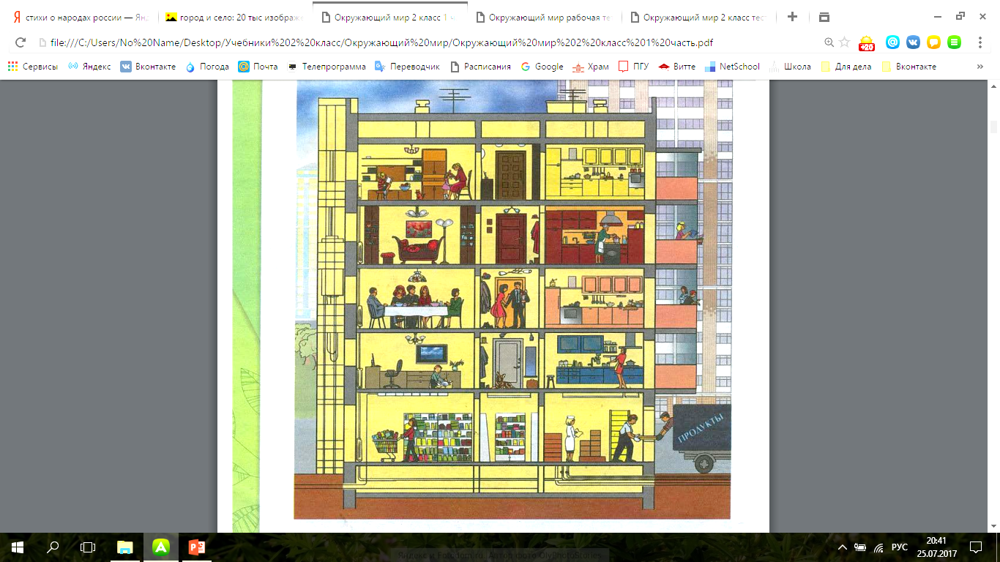 стихи о народах россии — Янд
город и село: 20 тыс изображе
Окружающий мир 2 класс 1 ч
Окружающий мир рабочая те
Окружающий мир 2 класс тес
file:///C:/Users/No%20Name/Desktop/Учебники%202%20класс/Окружающий%20мир/Окружающий%20мир%202%20класс%201%20часть.pdf
+20
Сервисы
Яндекс
Вконтакте
Погода
Почта
Телепрограмма
Переводчик
Расписания
Google
Храм
ПГУ
Витте
NetSchool
Школа
Для дела
Вконтакте
ПРОДУКТЫ
РУС
20:41
25.07.2017